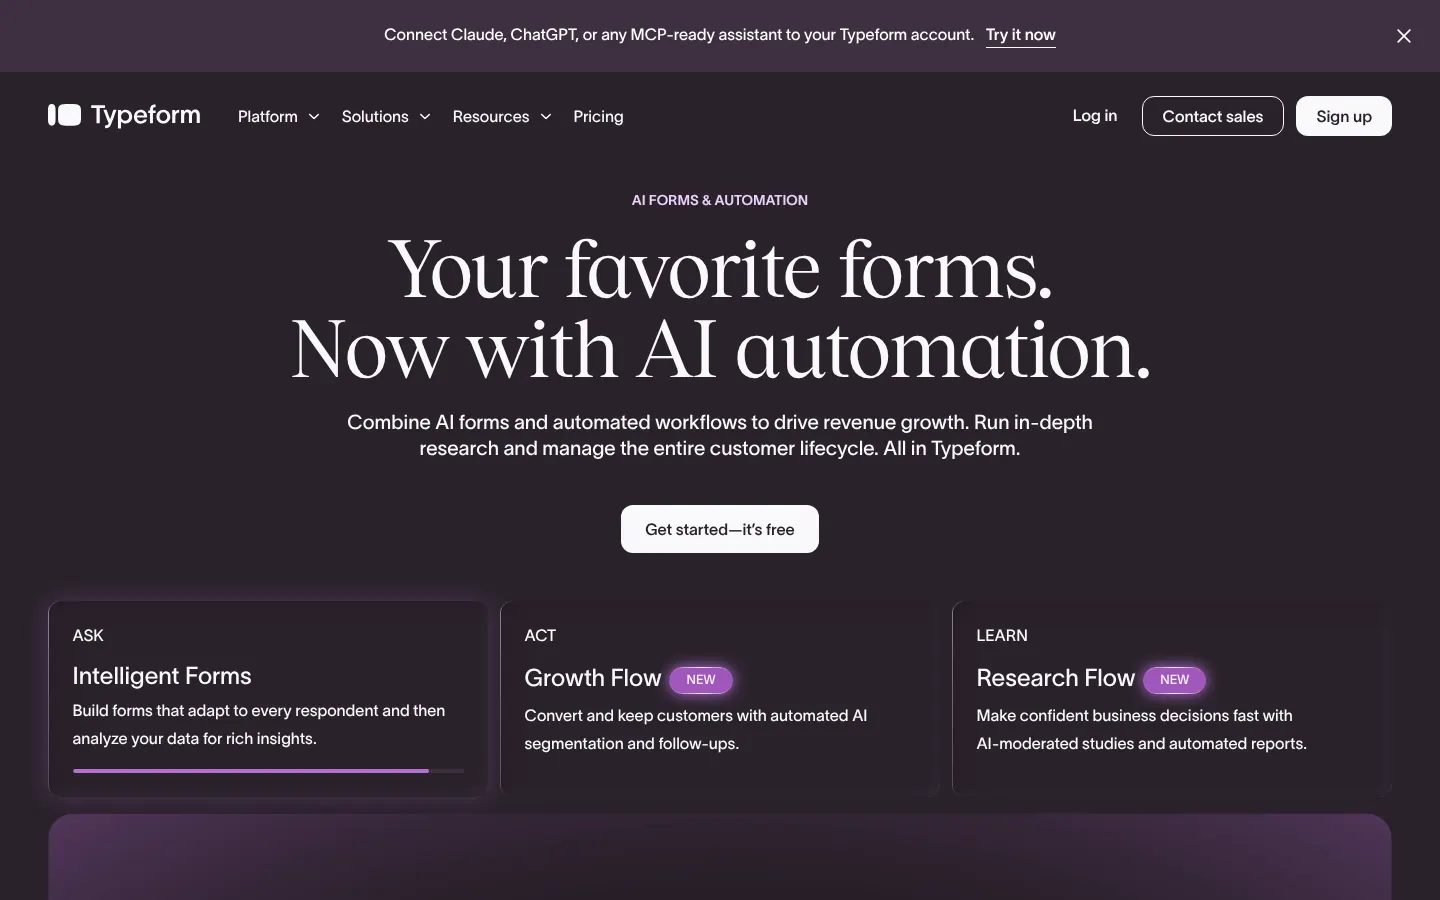 Connect Claude, ChatGPT, or any MCP-ready assistant to your Typeform account. Try it now
Typeform
Platform
Solutions
Resources
Pricing
Log in
Contact sales
Sign up
AI FORMS & AUTOMATION
Your favorite forms.
Now with AI automation.
Combine AI forms and automated workflows to drive revenue growth. Run in-depth
research and manage the entire customer lifecycle. All in Typeform.
Get started—it’s free
ASK
Intelligent Forms
Build forms that adapt to every respondent and then
analyze your data for rich insights.
ACT
Growth Flow NEW
Convert and keep customers with automated AI
segmentation and follow-ups.
LEARN
Research Flow NEW
Make confident business decisions fast with
AI-moderated studies and automated reports.